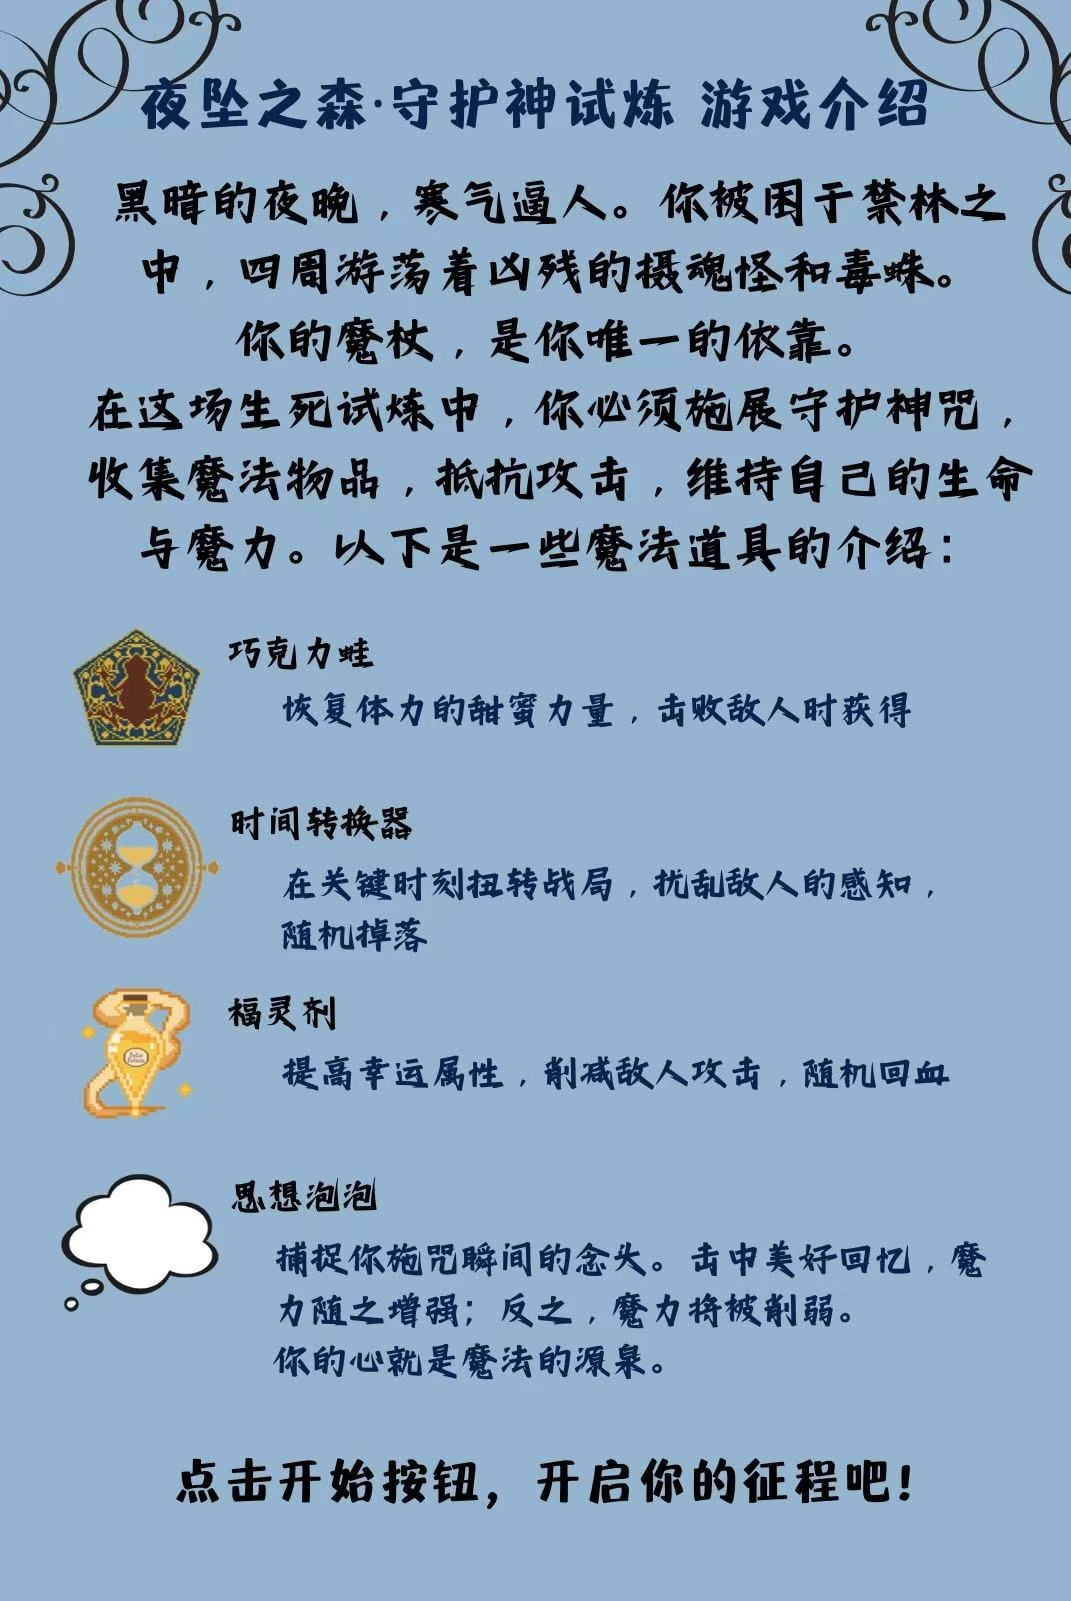 夜坠之森·守护神试炼 游戏介绍
黑暗的夜晚，寒气逼人。你被困于禁林之
中，四周游荡着凶残的摄魂怪和毒蛛。
你的魔杖，是你唯一的依靠。
在这场生死试炼中，你必须施展守护神咒，
收集魔法物品，抵抗攻击，维持自己的生命
与魔力。以下是一些魔法道具的介绍：
巧克力蛙
恢复体力的甜蜜力量，击败敌人时获得
时间转换器
在关键时刻扭转战局，扰乱敌人的感知，
随机掉落
福灵剂
提高幸运属性，削减敌人攻击，随机回血
Felix
Felicis
思想泡泡
捕捉你施咒瞬间的念头。击中美好回忆，魔
力随之增强；反之，魔力将被削弱。
你的心就是魔法的源泉。
点击开始按钮，开启你的征程吧！